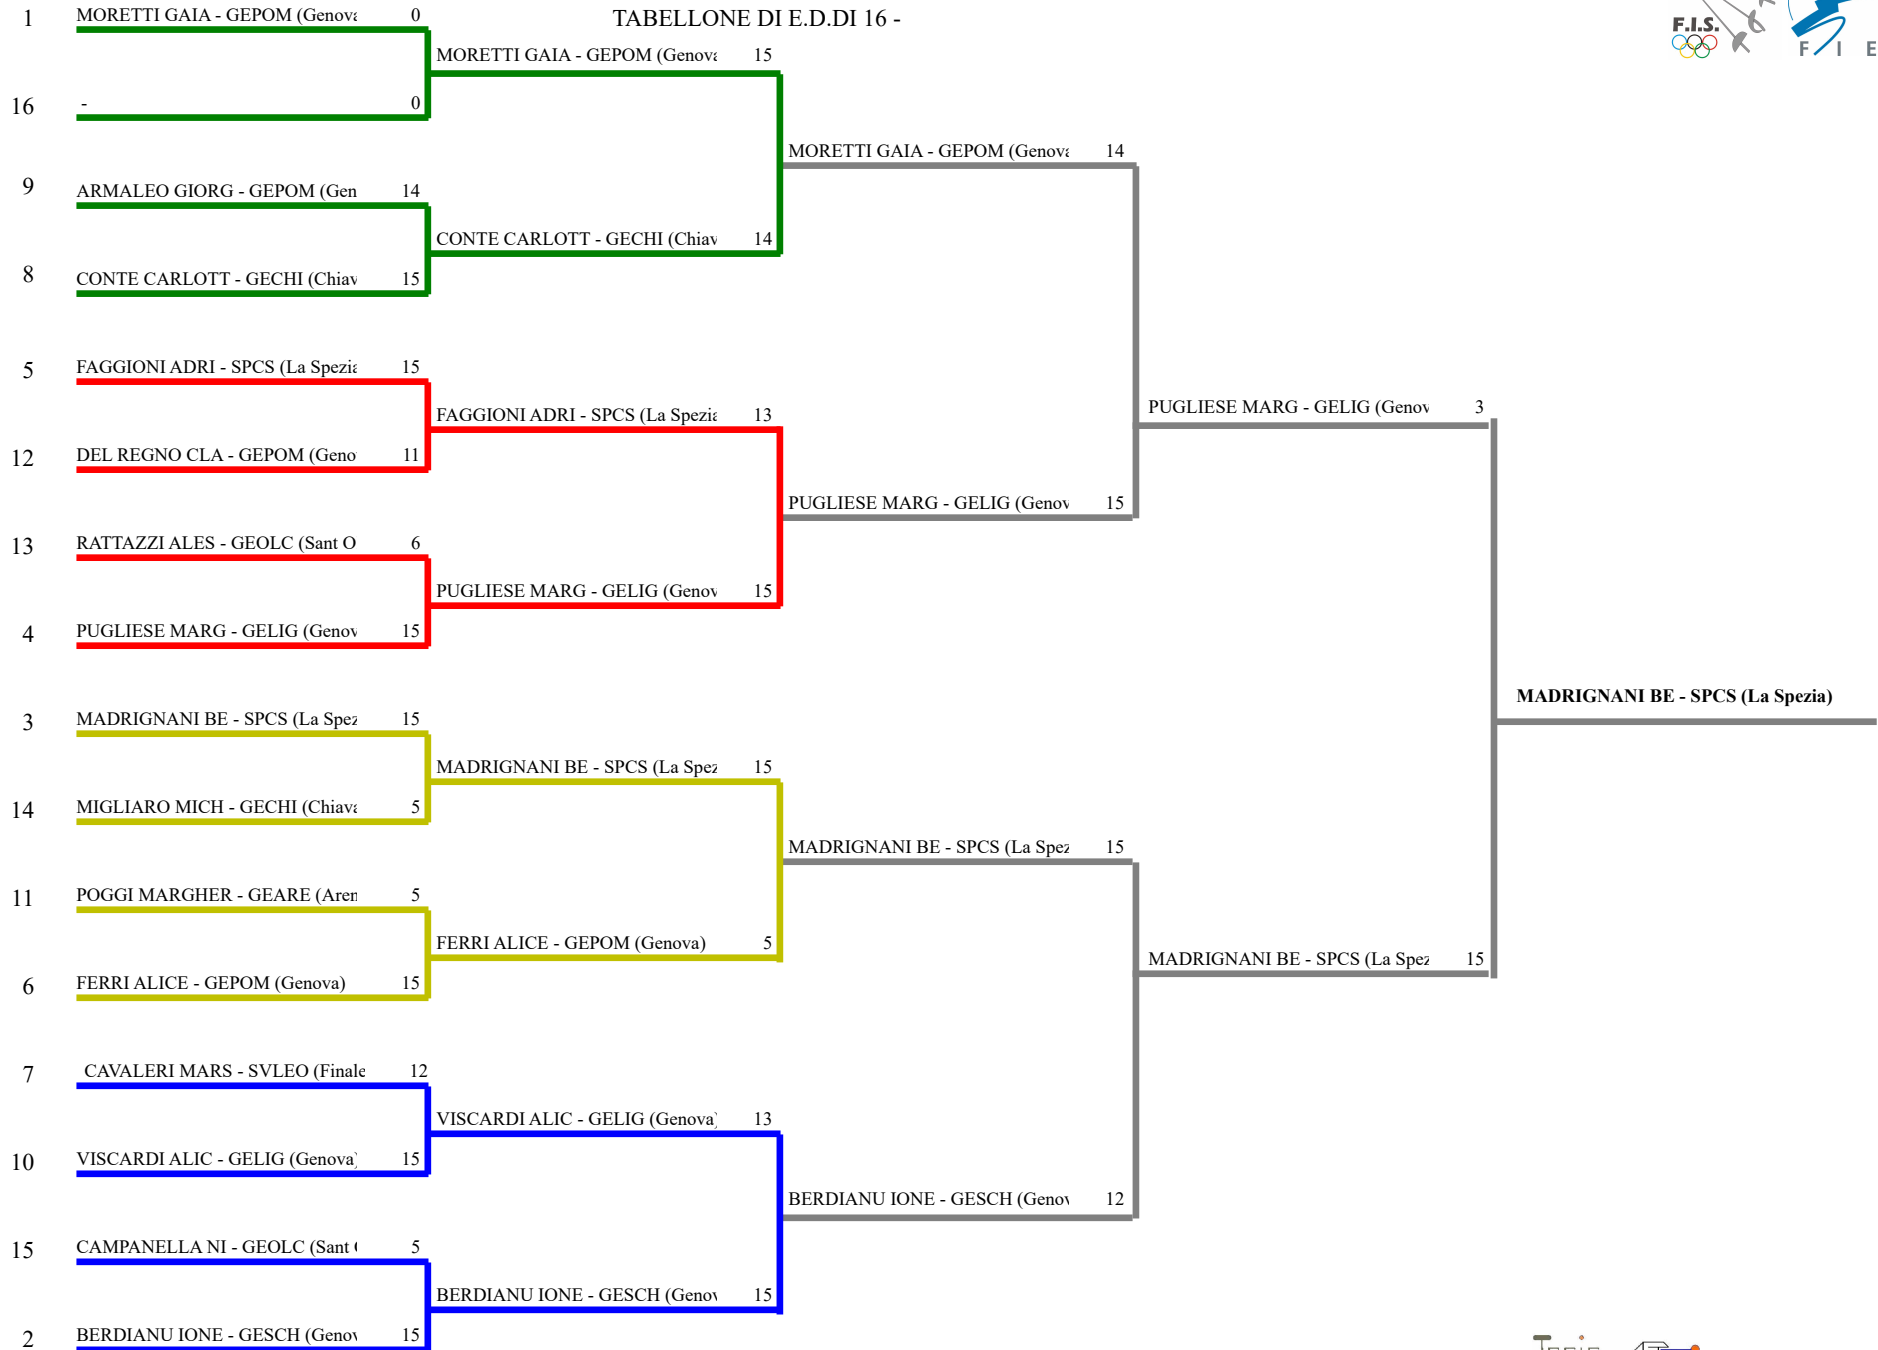 TABELLONE DI E.D.DI 16 -
F.I.S.
F I E
1 MORETTI GAIA - GEPOM (Genova 0
MORETTI GAIA - GEPOM (Genova 15
16 - 0
MORETTI GAIA - GEPOM (Genova 14
9 ARMALEO GIORG - GEPOM (Gen 14
CONTE CARLOTT - GECHI (Chiav 14
8 CONTE CARLOTT - GECHI (Chiav 15
5 FAGGIONI ADRI - SPCS (La Spezia 15
FAGGIONI ADRI - SPCS (La Spezia 13
PUGLIESE MARG - GELIG (Genov 3
12 DEL REGNO CLA - GEPOM (Geno 11
PUGLIESE MARG - GELIG (Genov 15
13 RATTAZZI ALES - GEOLC (Sant O 6
PUGLIESE MARG - GELIG (Genov 15
4 PUGLIESE MARG - GELIG (Genov 15
MADRIGNANI BE - SPCS (La Spezia)
3 MADRIGNANI BE - SPCS (La Spez 15
MADRIGNANI BE - SPCS (La Spez 15
14 MIGLIARO MICH - GECHI (Chiava 5
MADRIGNANI BE - SPCS (La Spez 15
11 POGGI MARGHER - GEARE (Aren 5
FERRI ALICE - GEPOM (Genova) 5
MADRIGNANI BE - SPCS (La Spez 15
6 FERRI ALICE - GEPOM (Genova) 15
7 CAVALERI MARS - SVLEO (Finale 12
VISCARDI ALIC - GELIG (Genova) 13
10 VISCARDI ALIC - GELIG (Genova) 15
BERDIANU IONE - GESCH (Genov 12
15 CAMPANELLA NI - GEOLC (Sant 5
BERDIANU IONE - GESCH (Genov 15
2 BERDIANU IONE - GESCH (Genov 15